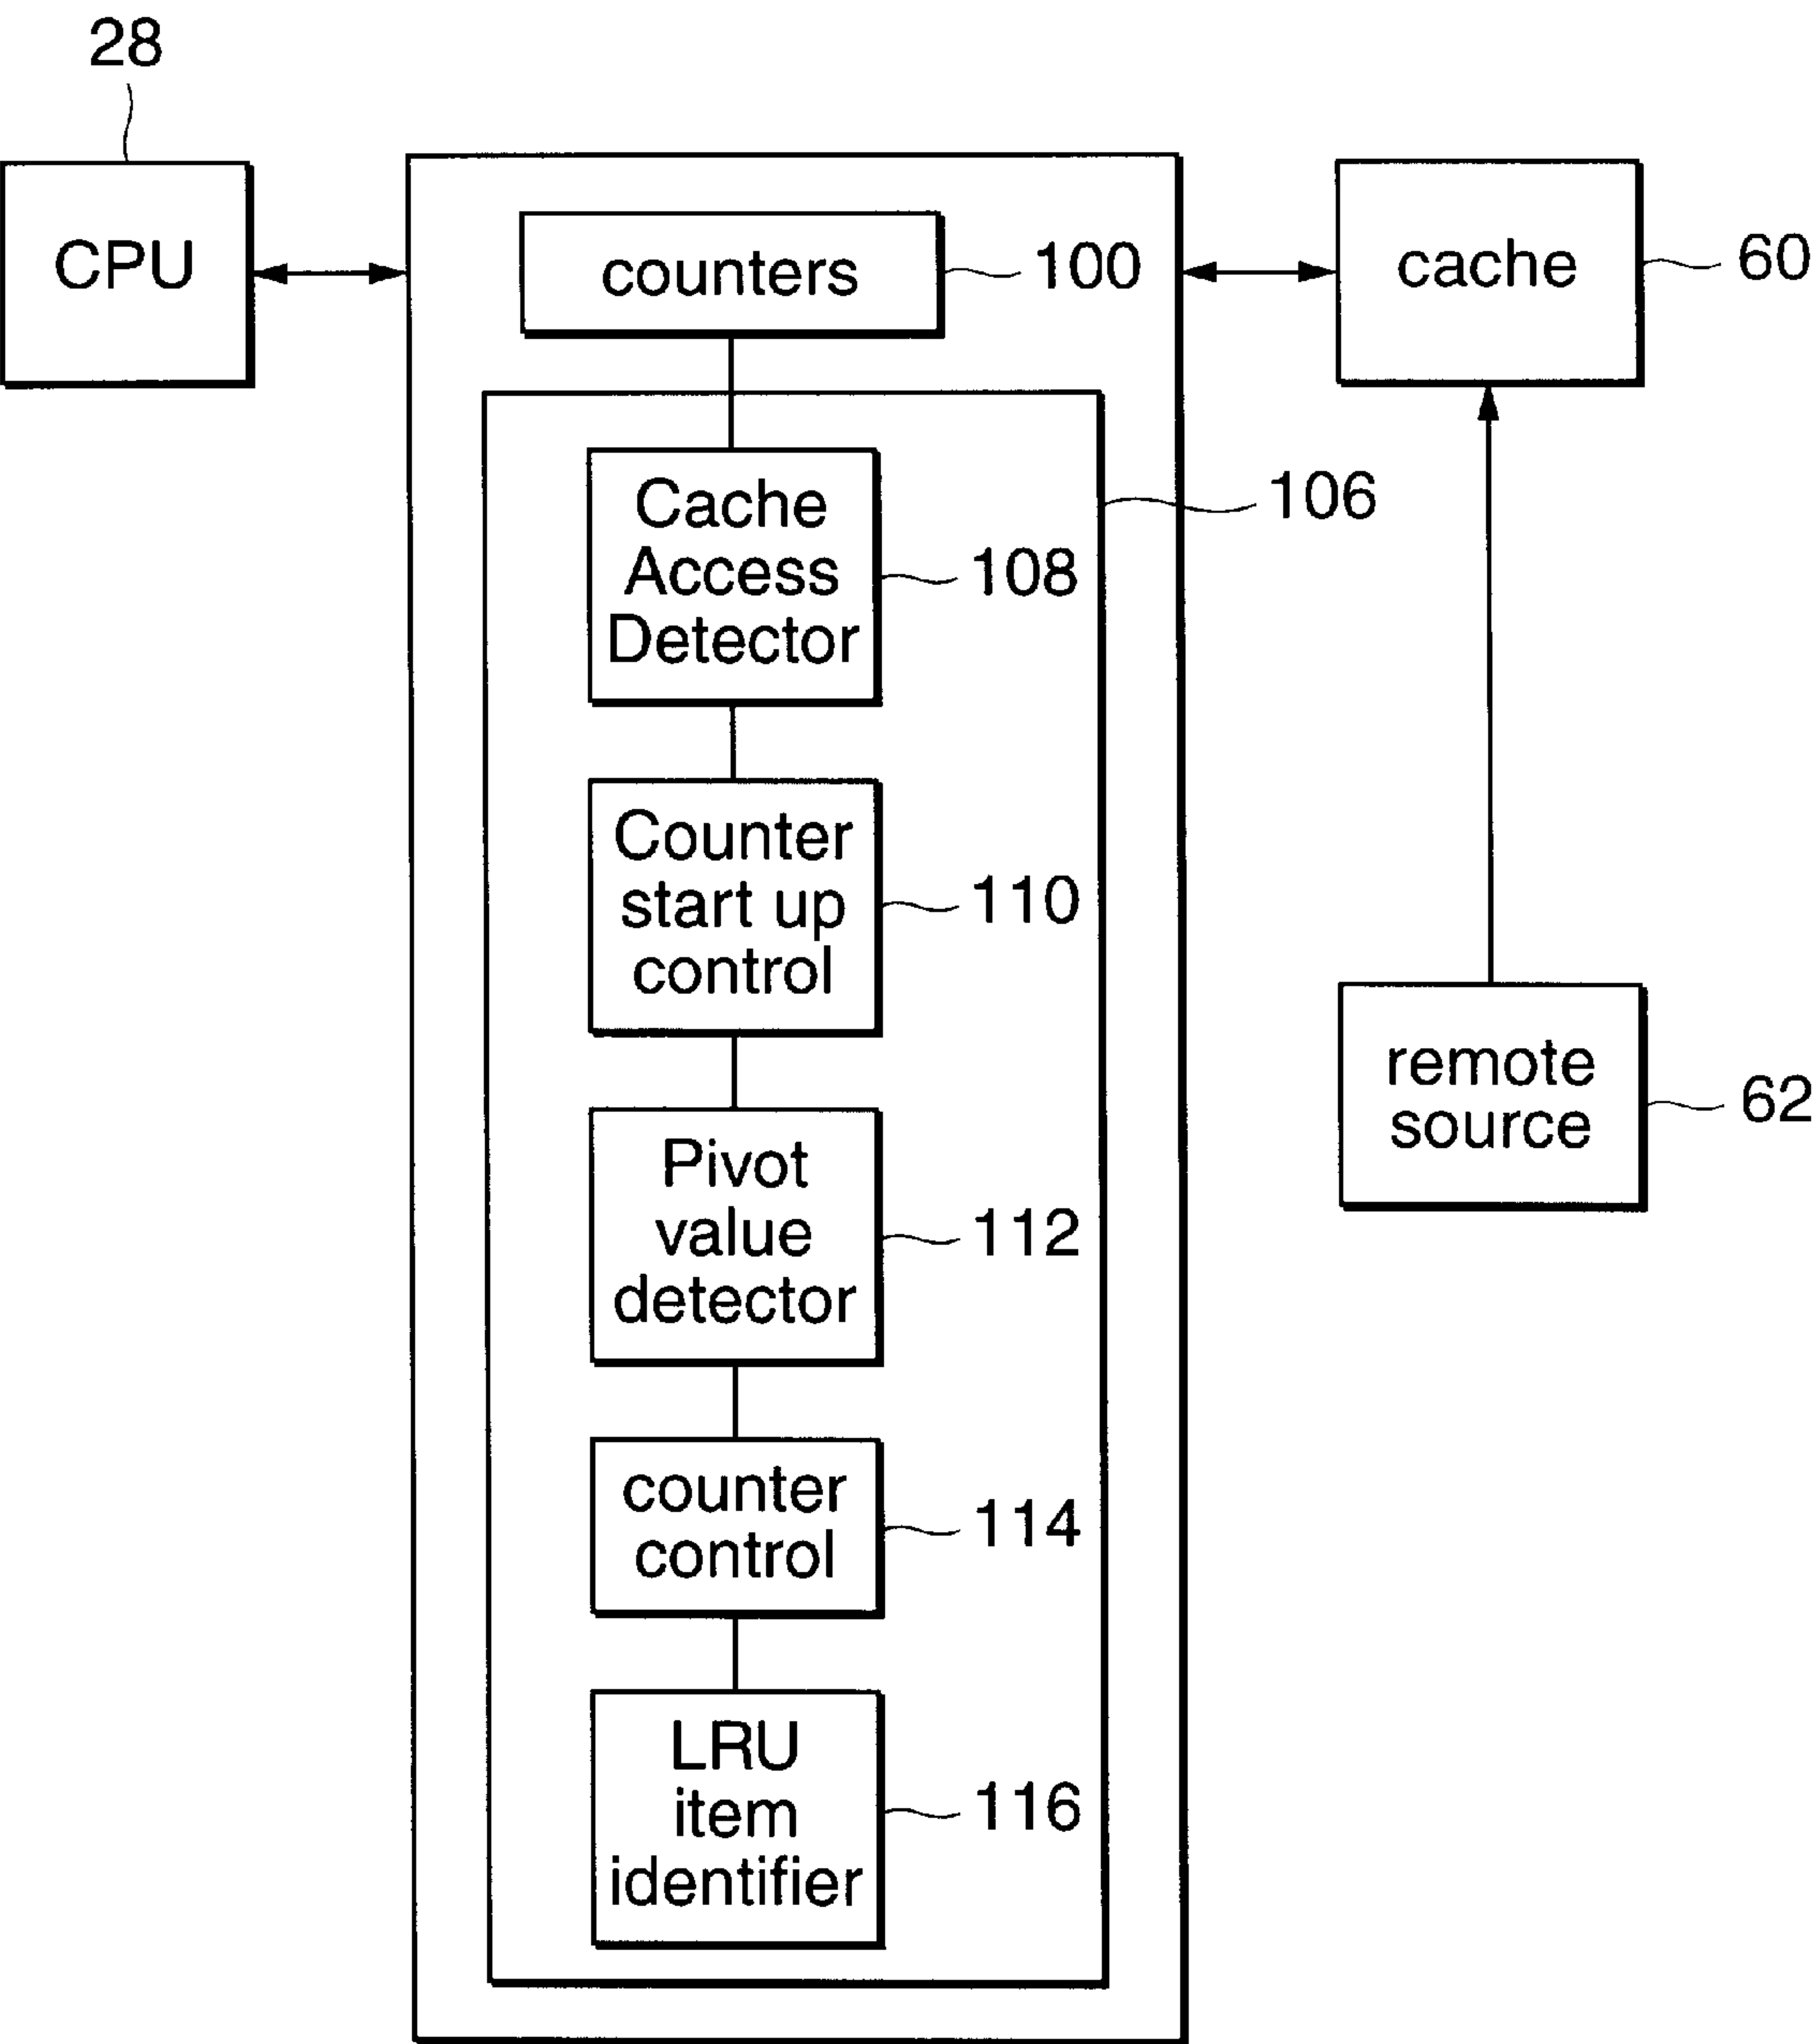 28
CPU
counters
100
cache
60
Cache
Access
Detector
106
108
Counter
start up
control
110
remote
source
62
Pivot
value
detector
112
counter
control
114
LRU
item
identifier
116